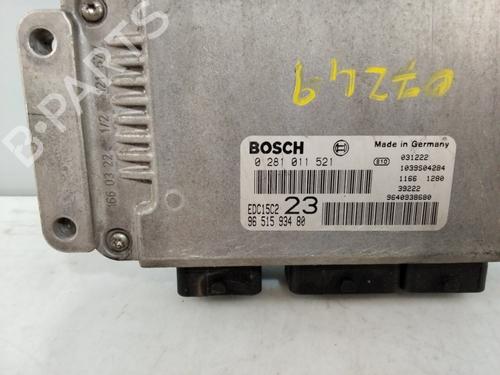 07249
BOSCH
Made in Germany
0 281 011 521
031222
1039S04284
1166 1280
39222
9640938680
EDC15C2 23
96 515 934 80
B-PARTS